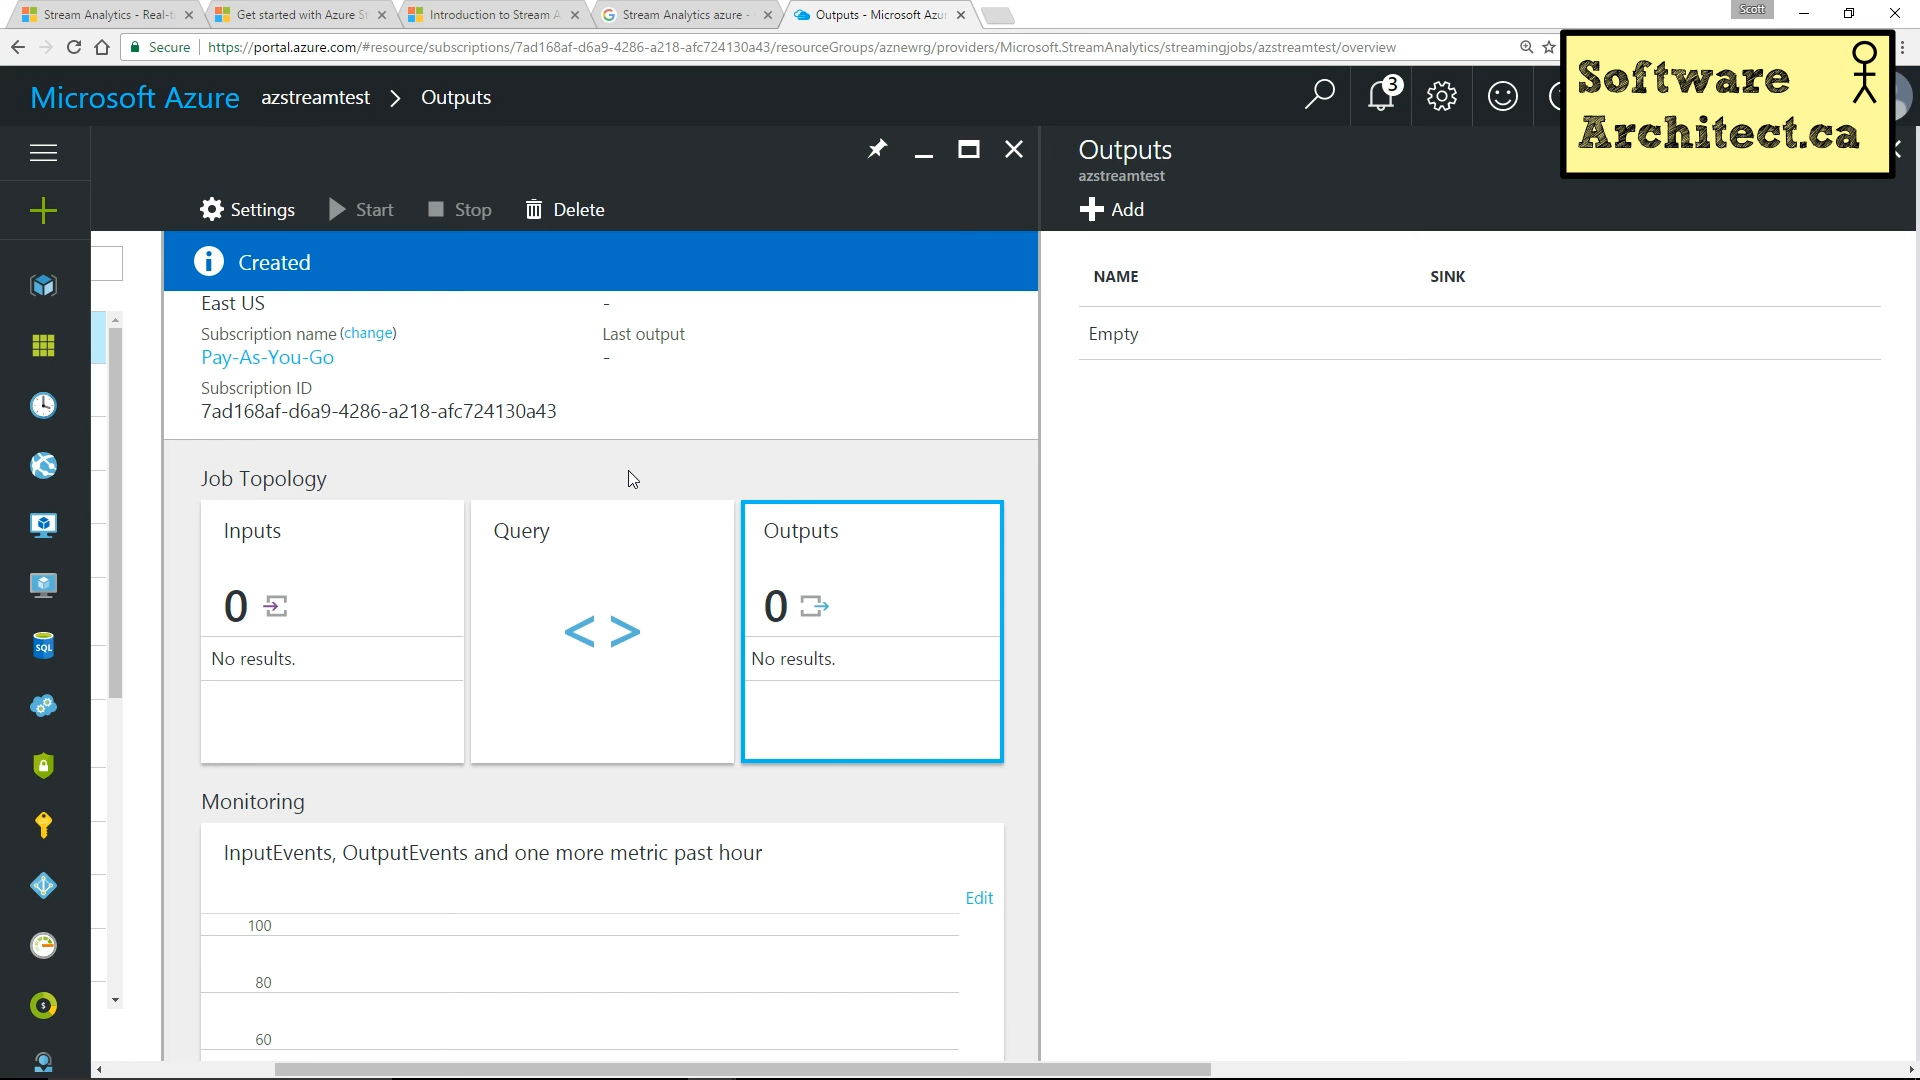 Stream Analytics - Real-t
Get started with Azure St
Introduction to Stream A
Stream Analytics azure -
Outputs - Microsoft Azur
Scott
Secure
https://portal.azure.com/#resource/subscriptions/7ad168af-d6a9-4286-a218-afc724130a43/resourceGroups/aznewrg/providers/Microsoft.StreamAnalytics/streamingjobs/azstreamtest/overview
Software
Architect.ca
Microsoft Azure azstreamtest > Outputs
3
Outputs
azstreamtest
Settings Start Stop Delete
Add
Created
East US -
Subscription name (change) Last output
Pay-As-You-Go -
Subscription ID
7ad168af-d6a9-4286-a218-afc724130a43
NAME SINK
Empty
Job Topology
Inputs Query Outputs
0 < > 0
No results. No results.
SQL
Monitoring
InputEvents, OutputEvents and one more metric past hour
Edit
100
80
60